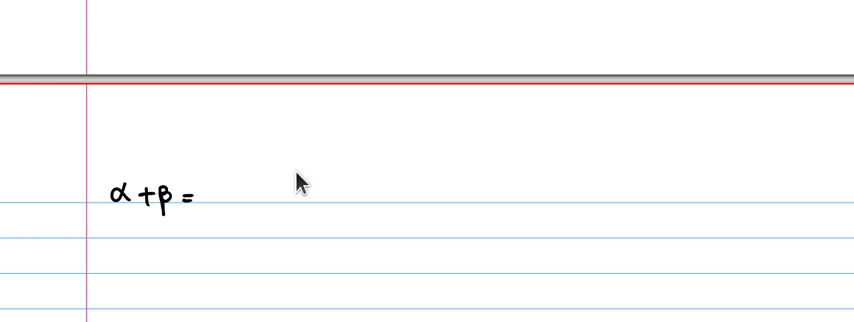 α + β =